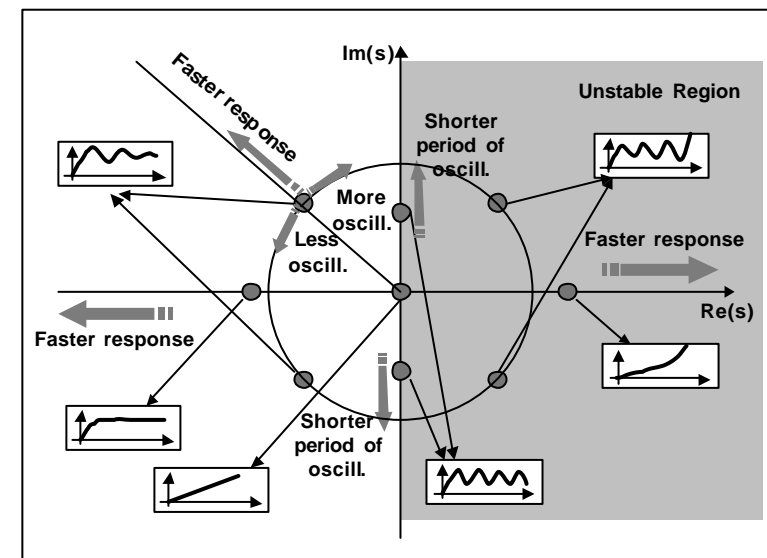 Im(s)
Unstable Region
Faster response
Shorter
period of
oscill.
More
oscill.
Less
oscill.
Faster response
Re(s)
Faster response
Shorter
period of
oscill.